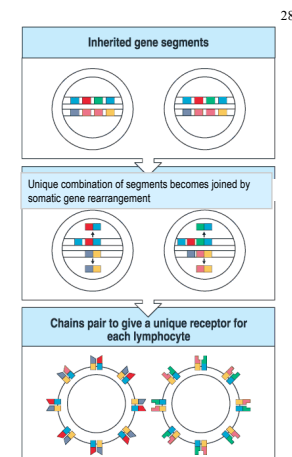 28
Inherited gene segments
Unique combination of segments becomes joined by
somatic gene rearrangement
Chains pair to give a unique receptor for
each lymphocyte